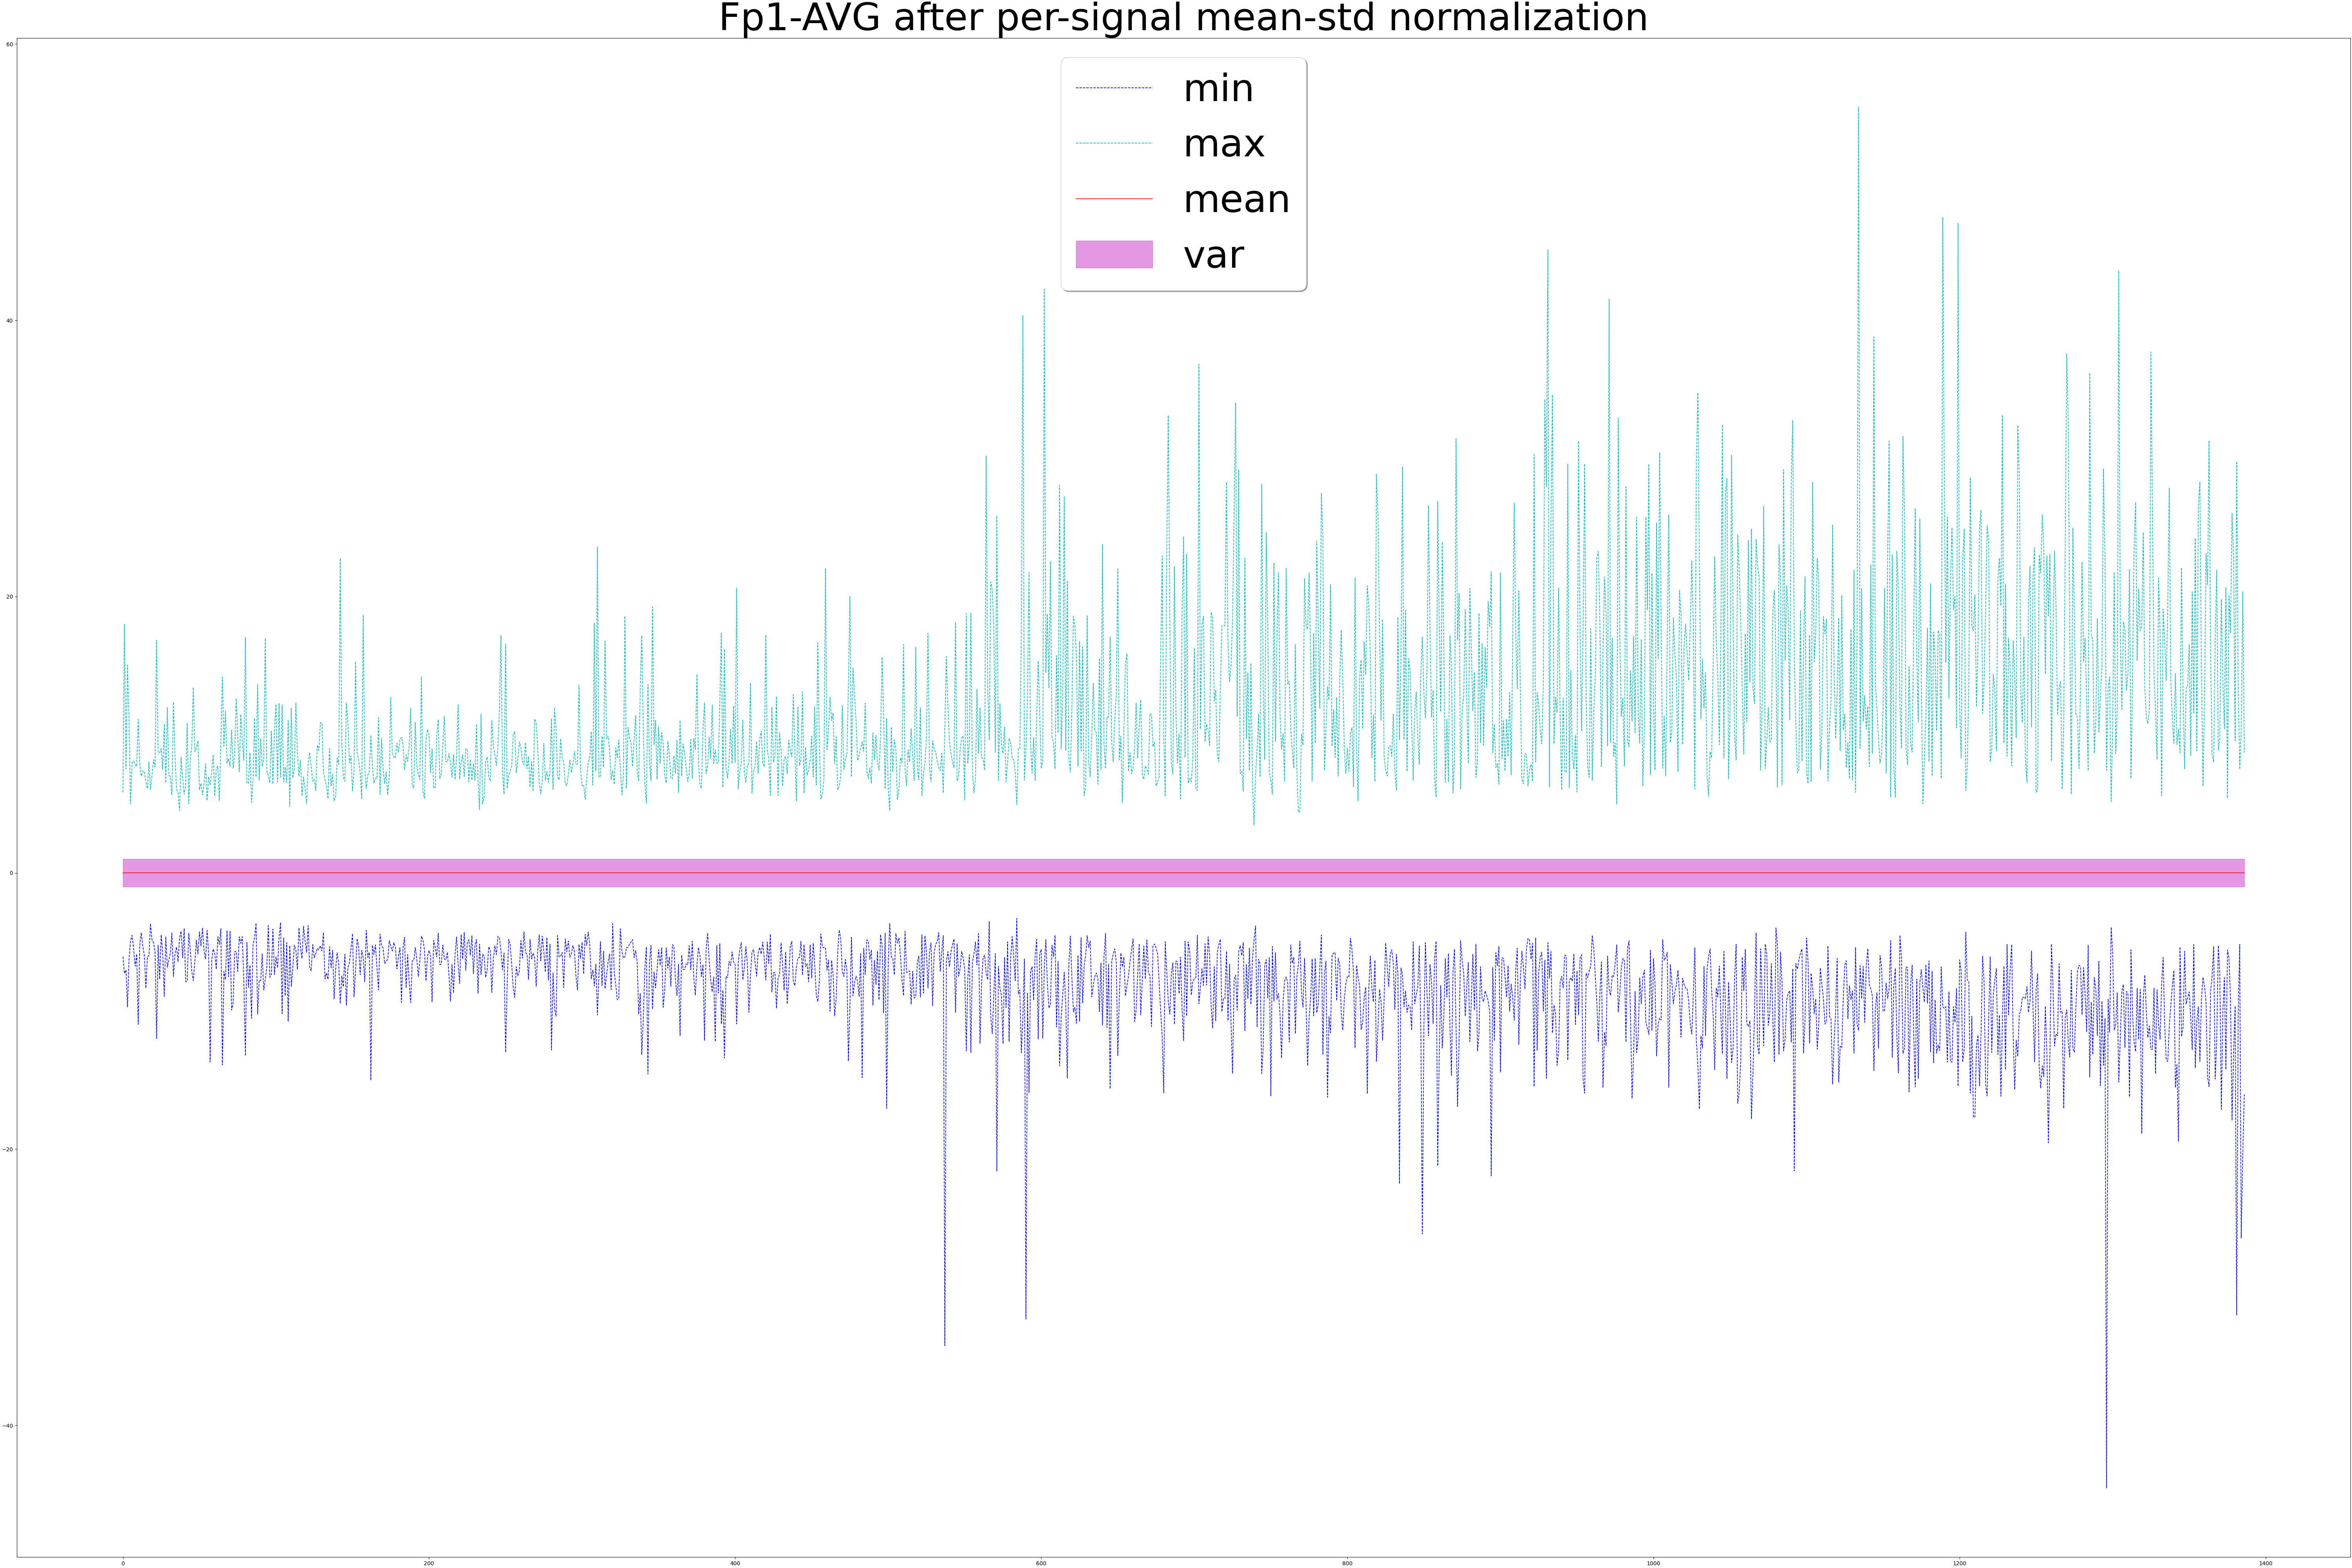 Fp1-AVG after per-signal mean-std normalization
min
max
mean
var
60
40
20
0
−20
−40
0 200 400 600 800 1000 1200 1400